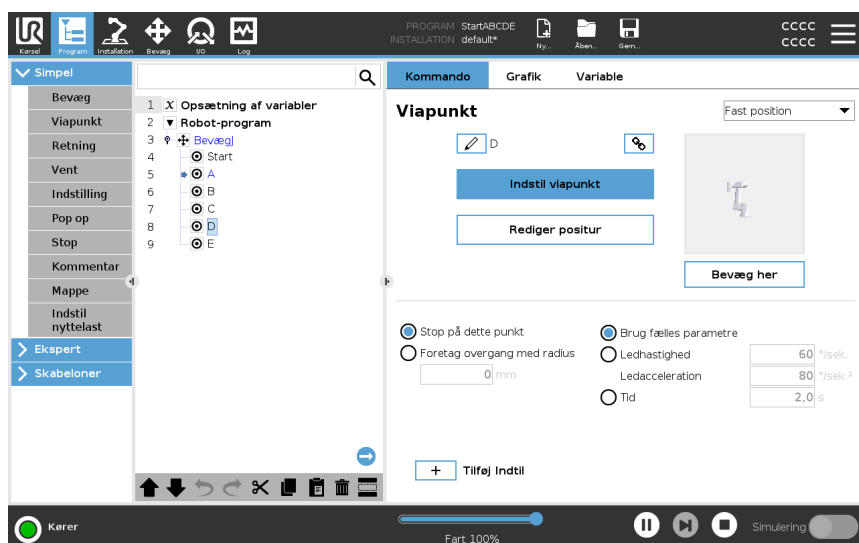 UR
Kørsel
Program
Installation
Bevæg
I/O
Log
PROGRAM StartABCDE
INSTALLATION default*
Ny...
Åben...
Gem...
CCCC
CCCC
Simpel
Bevæg
Viapunkt
Retning
Vent
Indstilling
Pop op
Stop
Kommentar
Mappe
Indstil
nyttelast
Ekspert
Skabeloner
1 X Opsætning af variabler
2 Robot-program
3 BevægJ
4 Start
5 A
6 B
7 C
8 D
9 E
Kommando
Grafik
Variable
Viapunkt
Fast position
D
Indstil viapunkt
Rediger positur
Bevæg her
Stop på dette punkt
Foretag overgang med radius
0 mm
Brug fælles parametre
Ledhastighed 60 °/sek.
Ledacceleration 80 °/sek.²
Tid 2,0 s
+ Tilføj Indtil
Kører
Fart 100%
Simulering